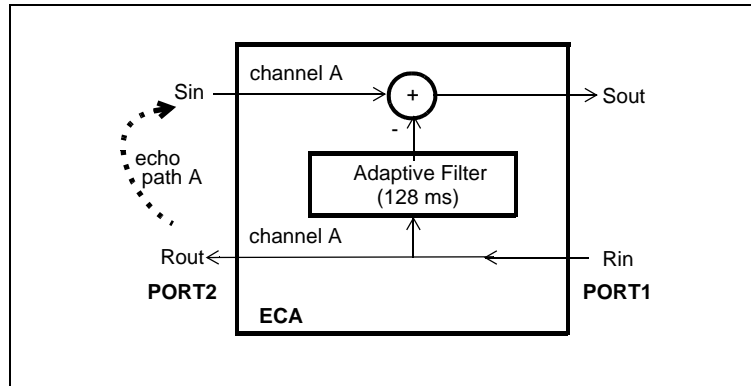 channel A
Sin
+
Sout
-
echo
path A
Adaptive Filter
(128 ms)
channel A
Rout
Rin
PORT2
PORT1
ECA